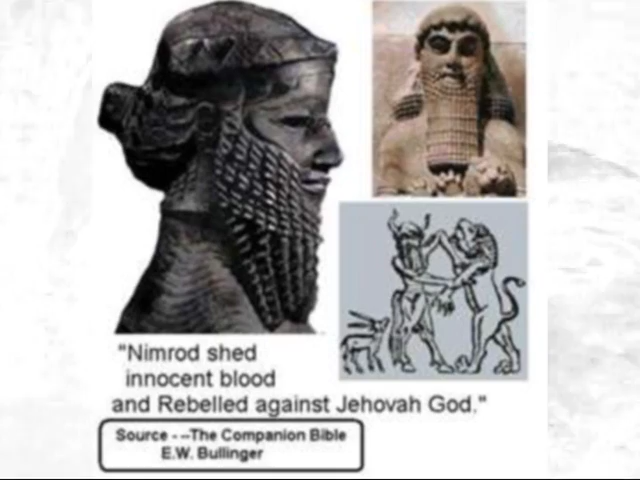 "Nimrod shed
innocent blood
and Rebelled against Jehovah God."
Source - --The Companion Bible
E.W. Bullinger